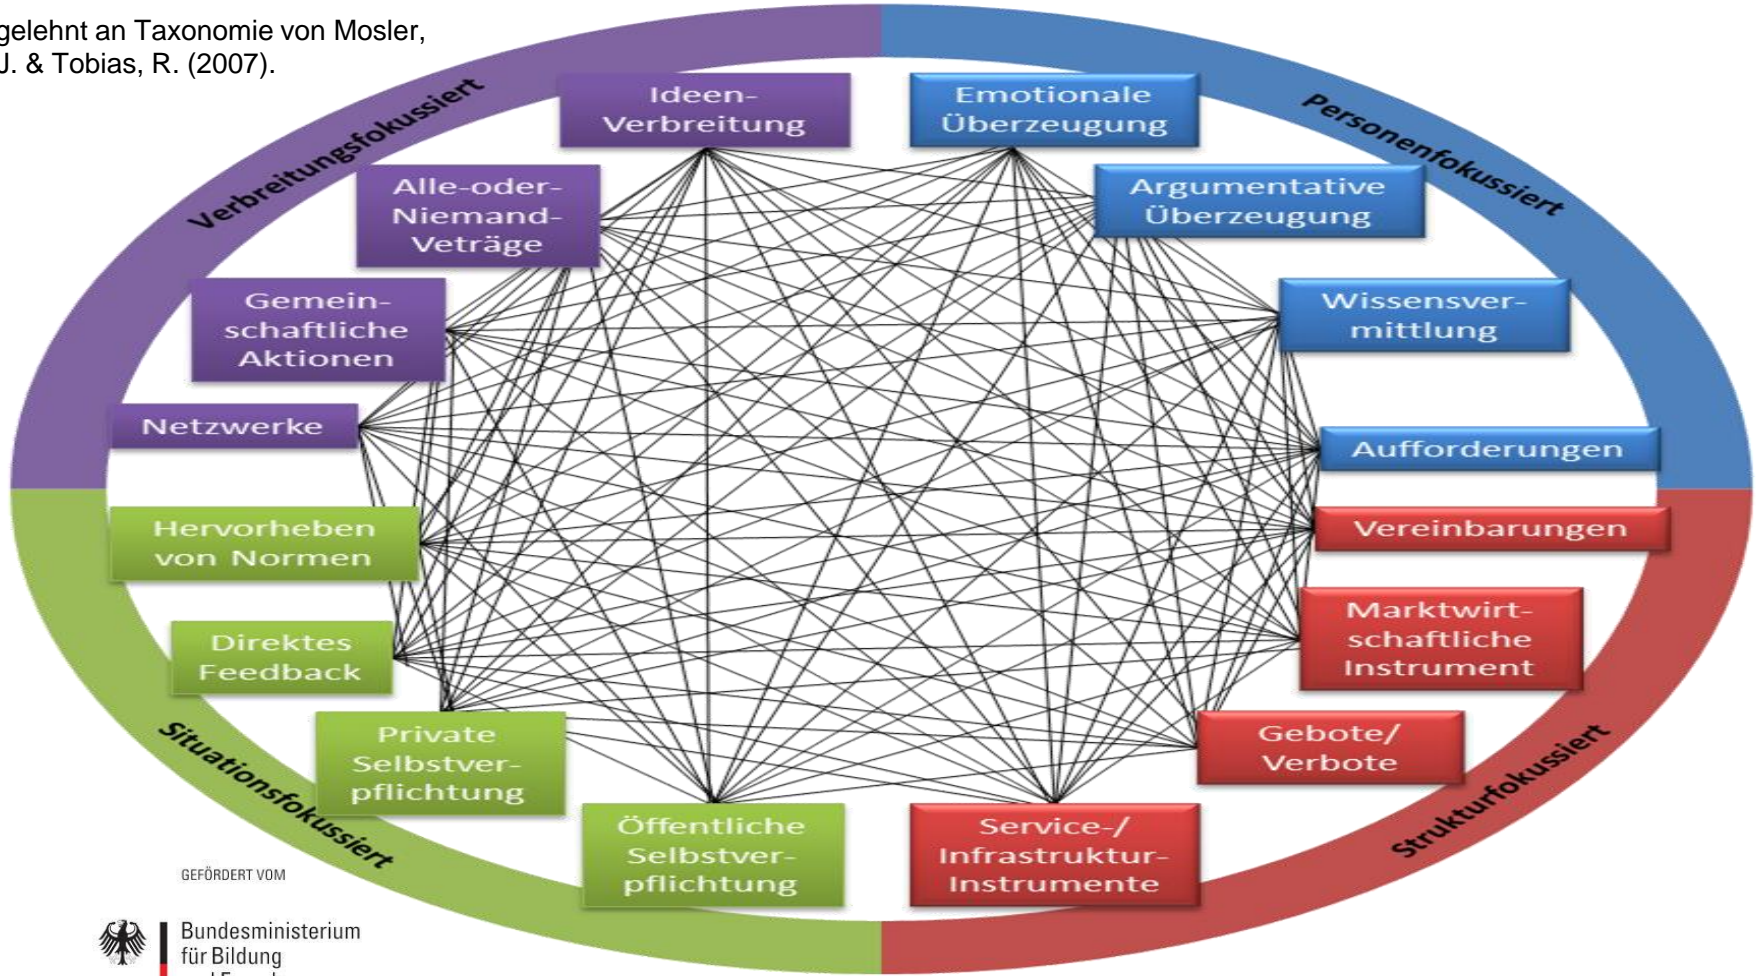 gelehnt an Taxonomie von Mosler,
J. & Tobias, R. (2007).
Verbreitungsfokussiert
Personenfokussiert
Ideen-
Verbreitung
Emotionale
Überzeugung
Alle-oder-
Niemand-
Veträge
Argumentative
Überzeugung
Gemein-
schaftliche
Aktionen
Wissensver-
mittlung
Netzwerke
Aufforderungen
Hervorheben
von Normen
Vereinbarungen
Direktes
Feedback
Marktwirt-
schaftliche
Instrument
Private
Selbstver-
pflichtung
Gebote/
Verbote
Öffentliche
Selbstver-
pflichtung
Service-/
Infrastruktur-
Instrumente
Situationsfokussiert
Strukturfokussiert
GEFÖRDERT VOM
Bundesministerium
für Bildung